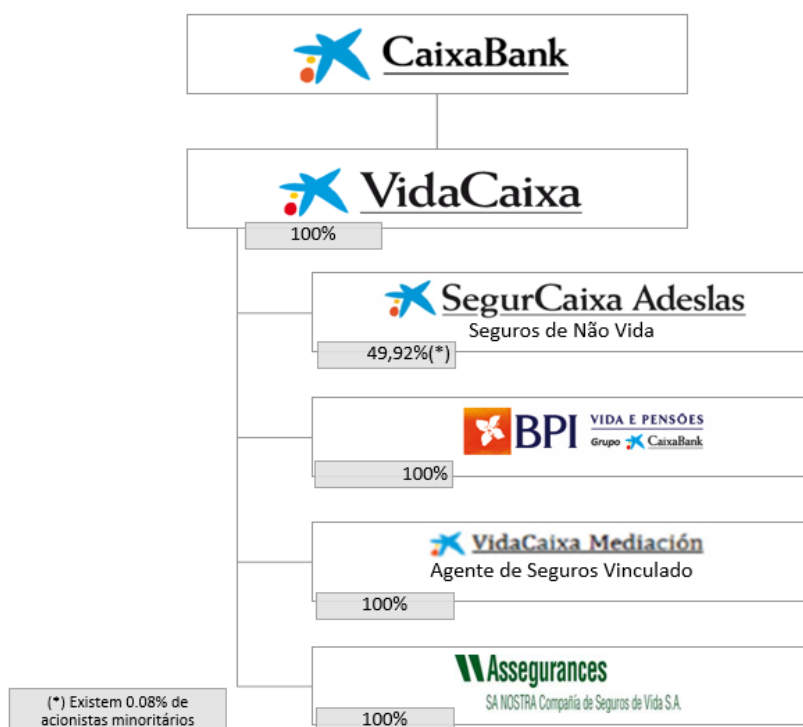 CaixaBank
VidaCaixa
100%
SegurCaixa Adeslas
Seguros de Não Vida
49,92%(*)
BPI VIDA E PENSÕES
Grupo CaixaBank
100%
VidaCaixa Mediación
Agente de Seguros Vinculado
100%
Assegurances
SA NOSTRA Compañía de Seguros de Vida S.A.
100%
(*) Existem 0.08% de
acionistas minoritários